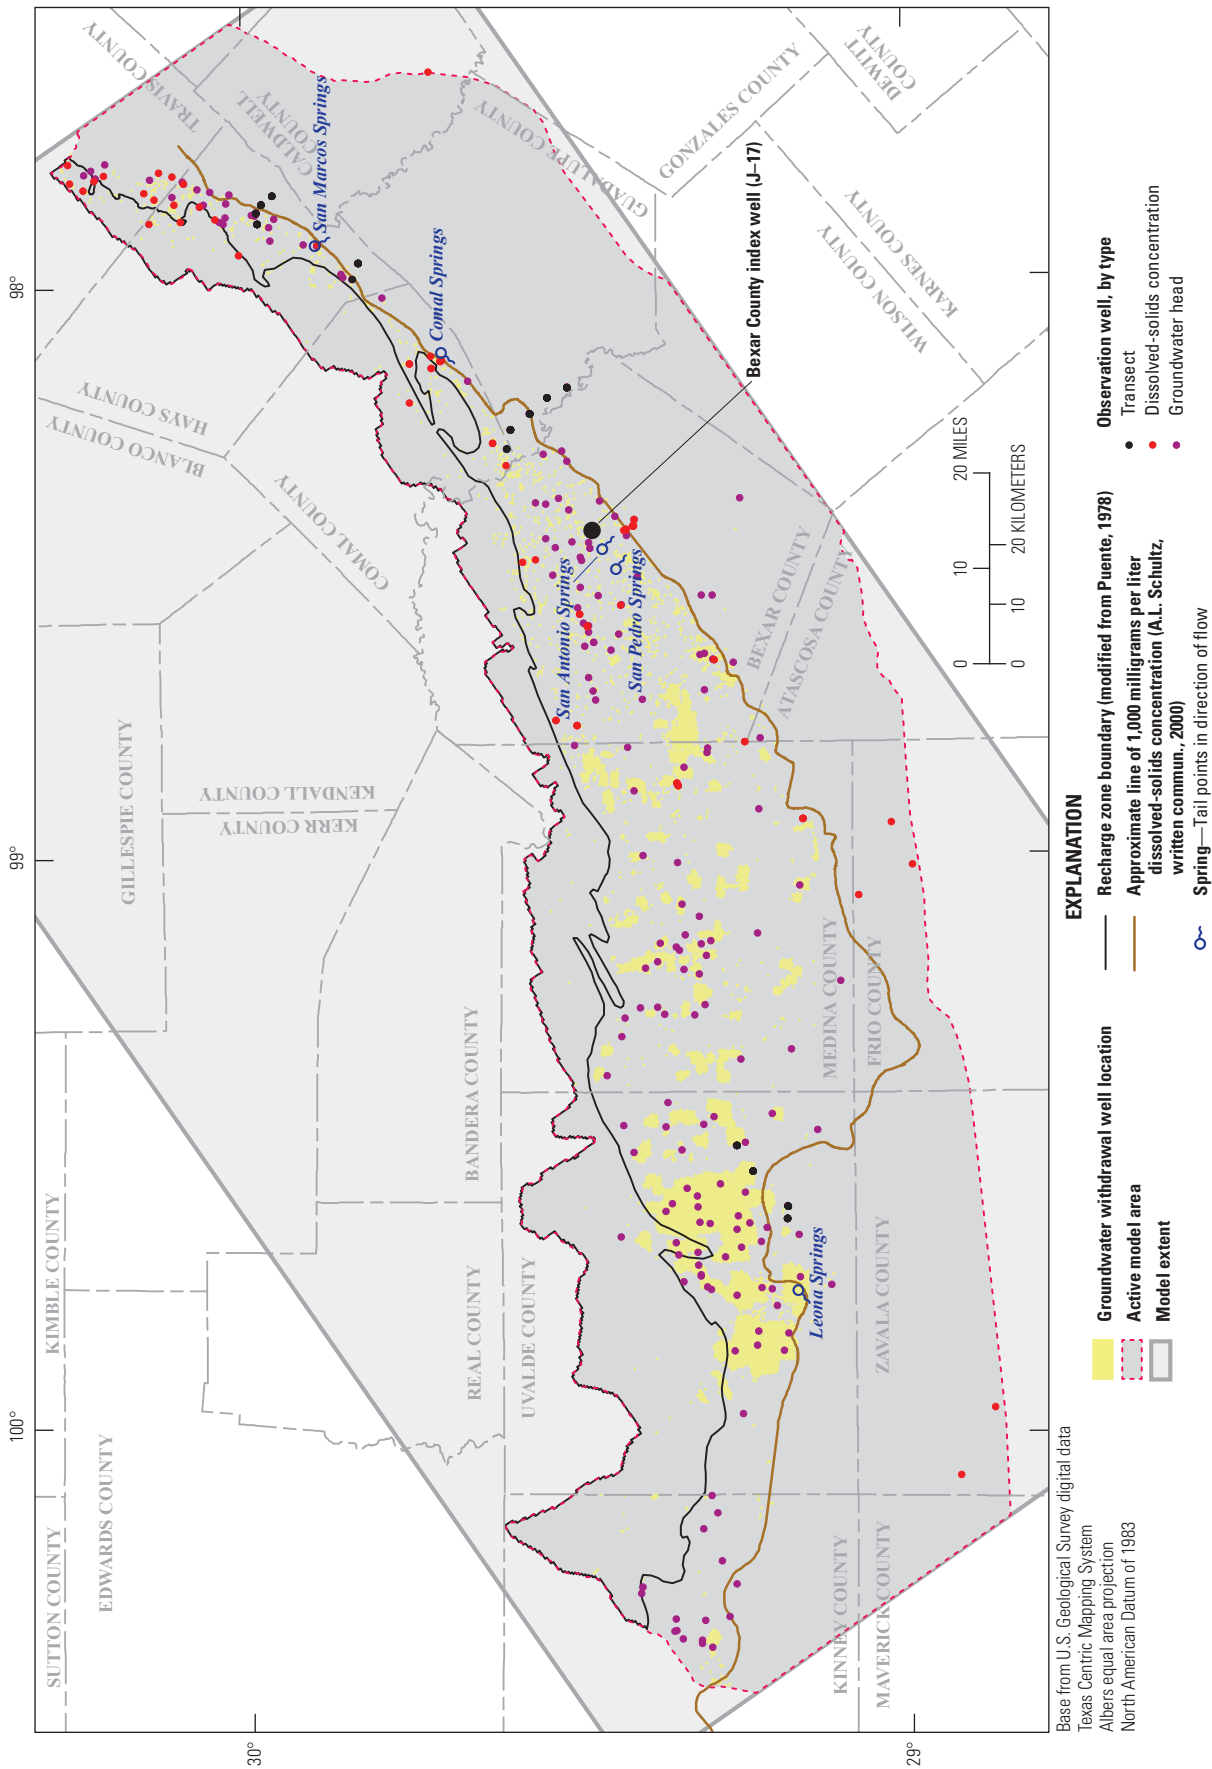 100°
99°
98°
30°
29°
SUTTON COUNTY
EDWARDS COUNTY
KIMBLE COUNTY
REAL COUNTY
UVALDE COUNTY
BANDERA COUNTY
GILLESPIE COUNTY
KERR COUNTY
KENDALL COUNTY
BLANCO COUNTY
HAYS COUNTY
COMAL COUNTY
TRAVIS COUNTY
CALDWELL
COUNTY
GUADALUPE COUNTY
GONZALES COUNTY
DEWITT
COUNTY
KARNES COUNTY
WILSON COUNTY
BEXAR COUNTY
ATASCOSA COUNTY
MEDINA COUNTY
FRIO COUNTY
ZAVALA COUNTY
KINNEY COUNTY
MAVERICK COUNTY
San Marcos Springs
Comal Springs
San Antonio Springs
San Pedro Springs
Leona Springs
Bexar County index well (J–17)
0 10 20 MILES
0 10 20 KILOMETERS
Base from U.S. Geological Survey digital data
Texas Centric Mapping System
Albers equal area projection
North American Datum of 1983
EXPLANATION
Groundwater withdrawal well location
Active model area
Model extent
Recharge zone boundary (modified from Puente, 1978)
Approximate line of 1,000 milligrams per liter
dissolved-solids concentration (A.L. Schultz,
written commun., 2000)
Spring—Tail points in direction of flow
Observation well, by type
Transect
Dissolved-solids concentration
Groundwater head